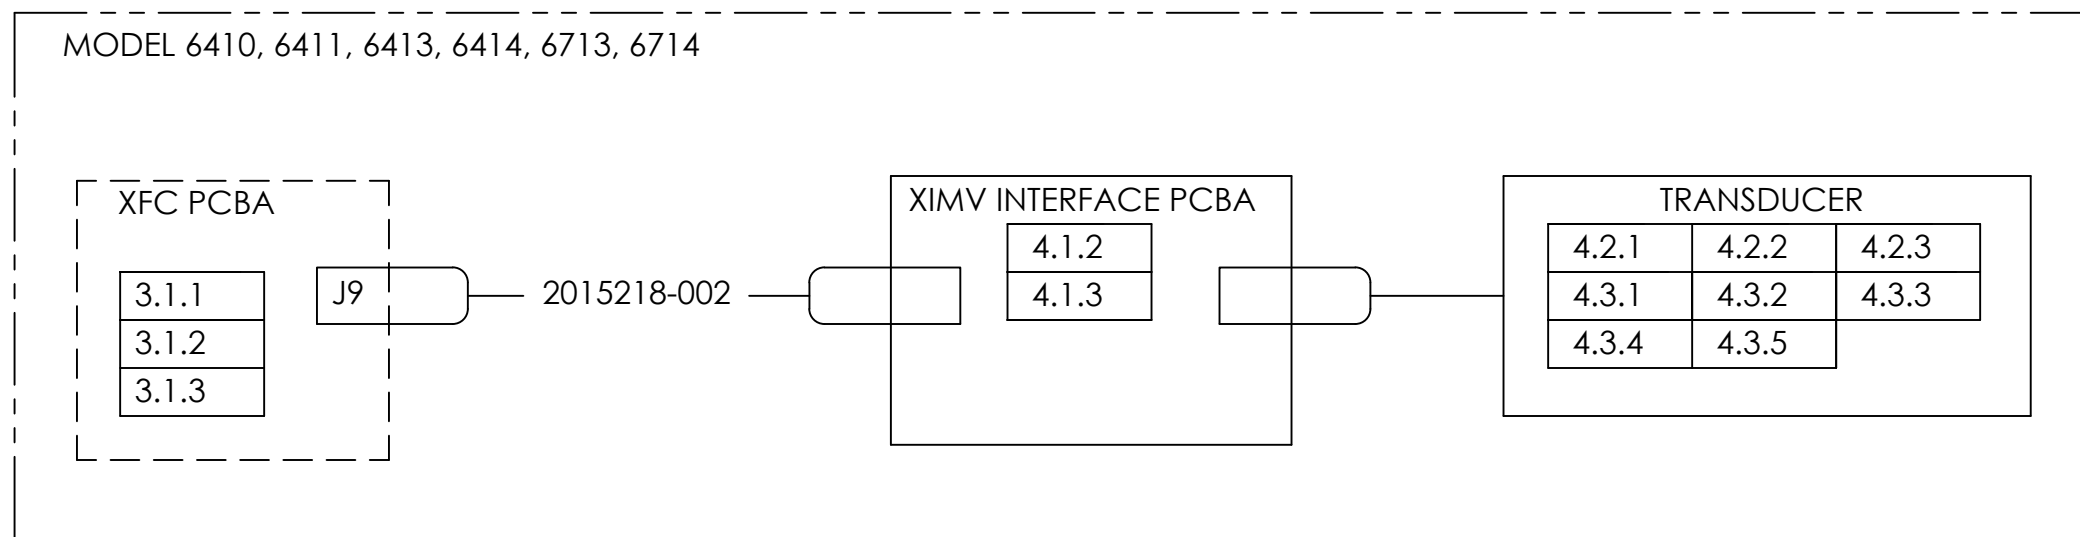 MODEL 6410, 6411, 6413, 6414, 6713, 6714
XFC PCBA
3.1.1
3.1.2
3.1.3
J9
2015218-002
XIMV INTERFACE PCBA
4.1.2
4.1.3
TRANSDUCER
4.2.1 4.2.2 4.2.3
4.3.1 4.3.2 4.3.3
4.3.4 4.3.5